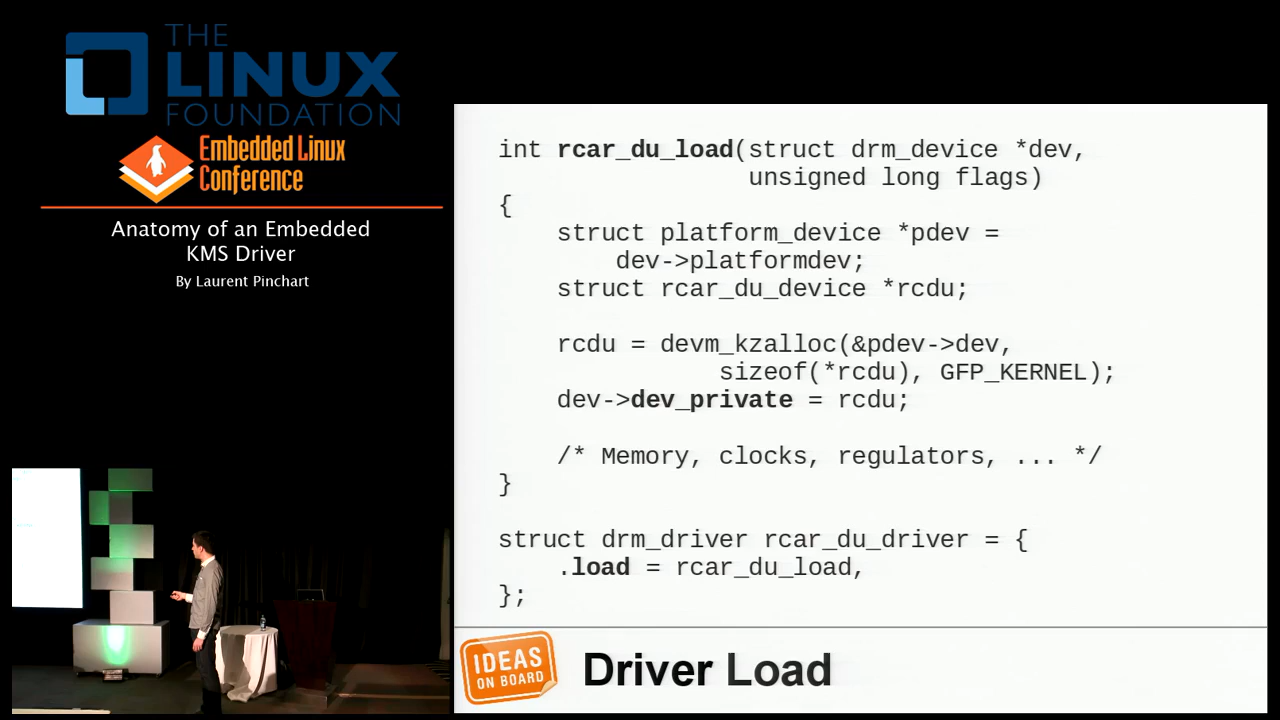 THE
LINUX
FOUNDATION
Embedded Linux
Conference
Anatomy of an Embedded
KMS Driver
By Laurent Pinchart
int rcar_du_load(struct drm_device *dev,
                 unsigned long flags)
{
    struct platform_device *pdev =
        dev->platformdev;
    struct rcar_du_device *rcdu;
    rcdu = devm_kzalloc(&pdev->dev,
               sizeof(*rcdu), GFP_KERNEL);
    dev->dev_private = rcdu;
    /* Memory, clocks, regulators, ... */
}
struct drm_driver rcar_du_driver = {
    .load = rcar_du_load,
};
IDEAS
ON BOARD
Driver Load